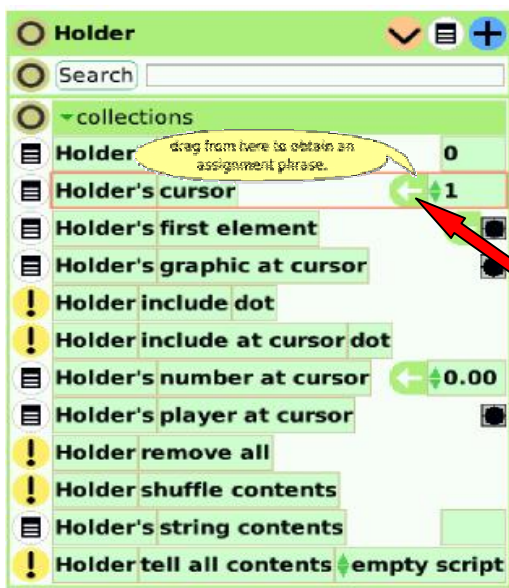 Holder
Search
collections
Holder 0
drag from here to obtain an
assignment phrase.
Holder's cursor 1
Holder's first element
Holder's graphic at cursor
Holder include dot
Holder include at cursor dot
Holder's number at cursor 0.00
Holder's player at cursor
Holder remove all
Holder shuffle contents
Holder's string contents
Holder tell all contents empty script